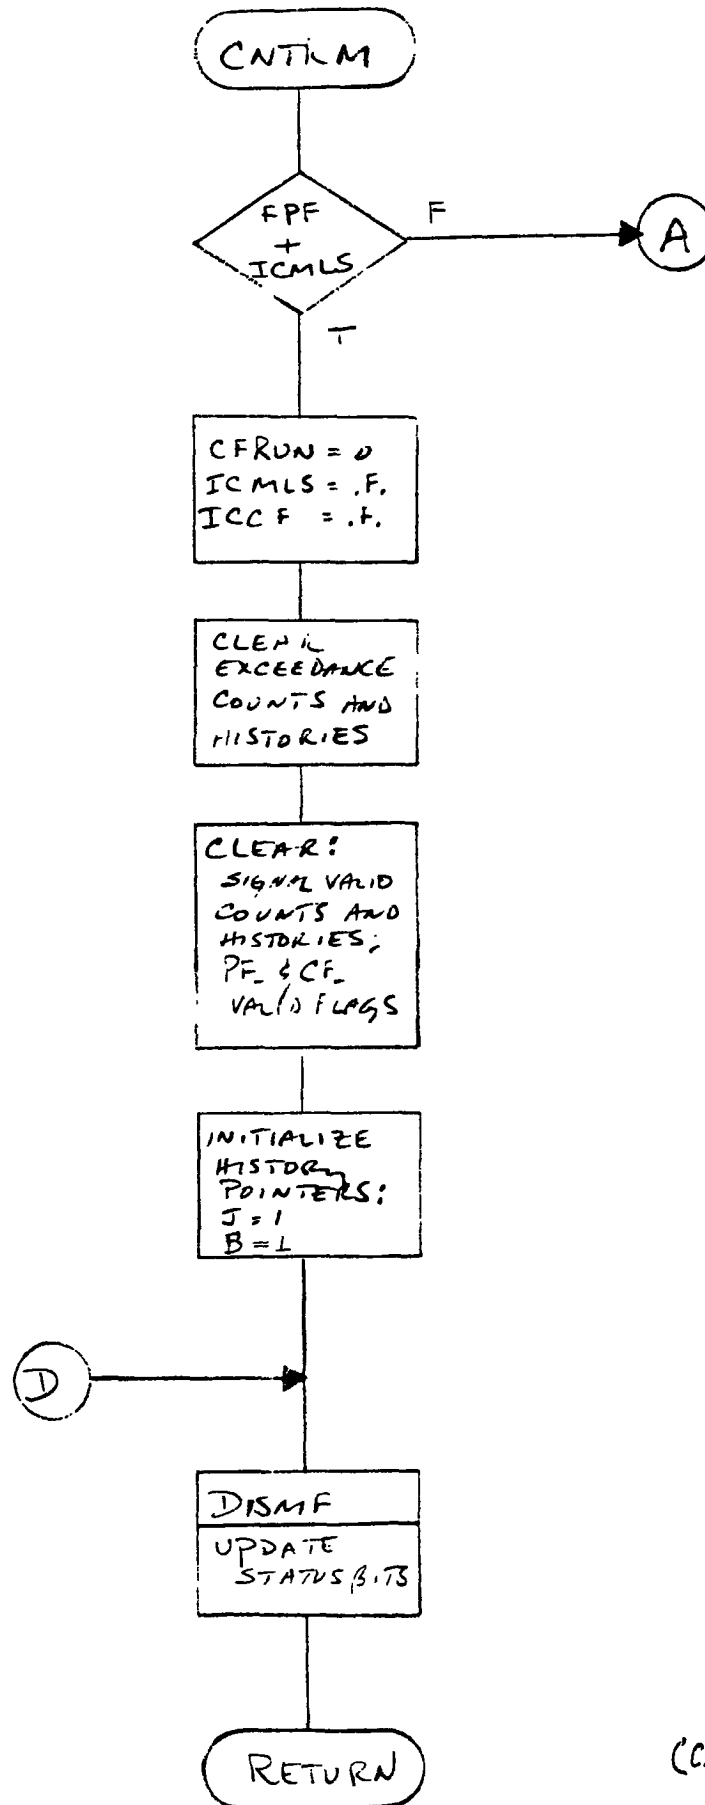 CNTRLM
FPF
+
ICMLS
F
A
T
CFRUN = 0
ICMLS = .F.
ICCF = .F.
CLEAR
EXCEEDANCE
COUNTS AND
HISTORIES
CLEAR:
SIGNAL VALID
COUNTS AND
HISTORIES;
PF_ & CF_
VALID FLAGS
INITIALIZE
HISTORY
POINTERS:
J = 1
B = 1
D
DISMF
UPDATE
STATUS BITS
RETURN